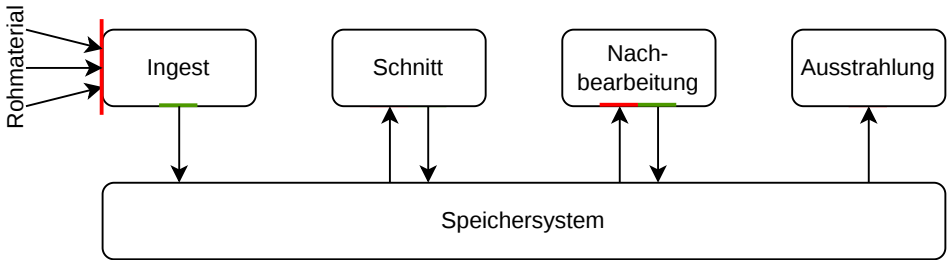 Rohmaterial
Ingest
Schnitt
Nach-
bearbeitung
Ausstrahlung
Speichersystem